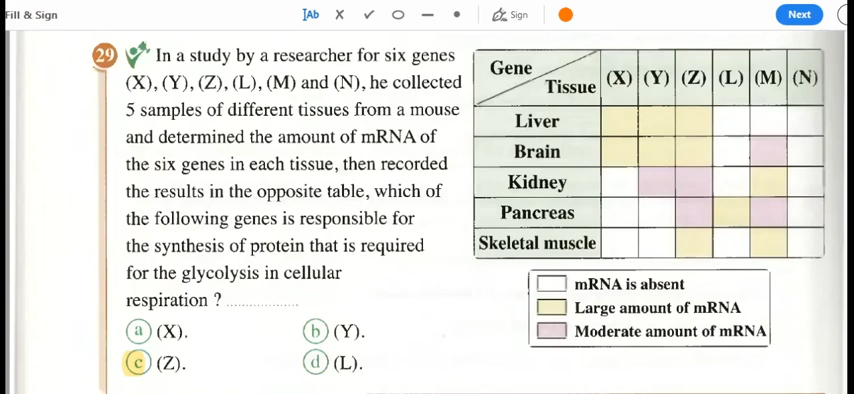 Fill & Sign
Ab
Sign
Next
29 In a study by a researcher for six genes
(X), (Y), (Z), (L), (M) and (N), he collected
5 samples of different tissues from a mouse
and determined the amount of mRNA of
the six genes in each tissue, then recorded
the results in the opposite table, which of
the following genes is responsible for
the synthesis of protein that is required
for the glycolysis in cellular
respiration ? ..................
a (X).
b (Y).
c (Z).
d (L).
Gene
Tissue (X) (Y) (Z) (L) (M) (N)
Liver
Brain
Kidney
Pancreas
Skeletal muscle
mRNA is absent
Large amount of mRNA
Moderate amount of mRNA